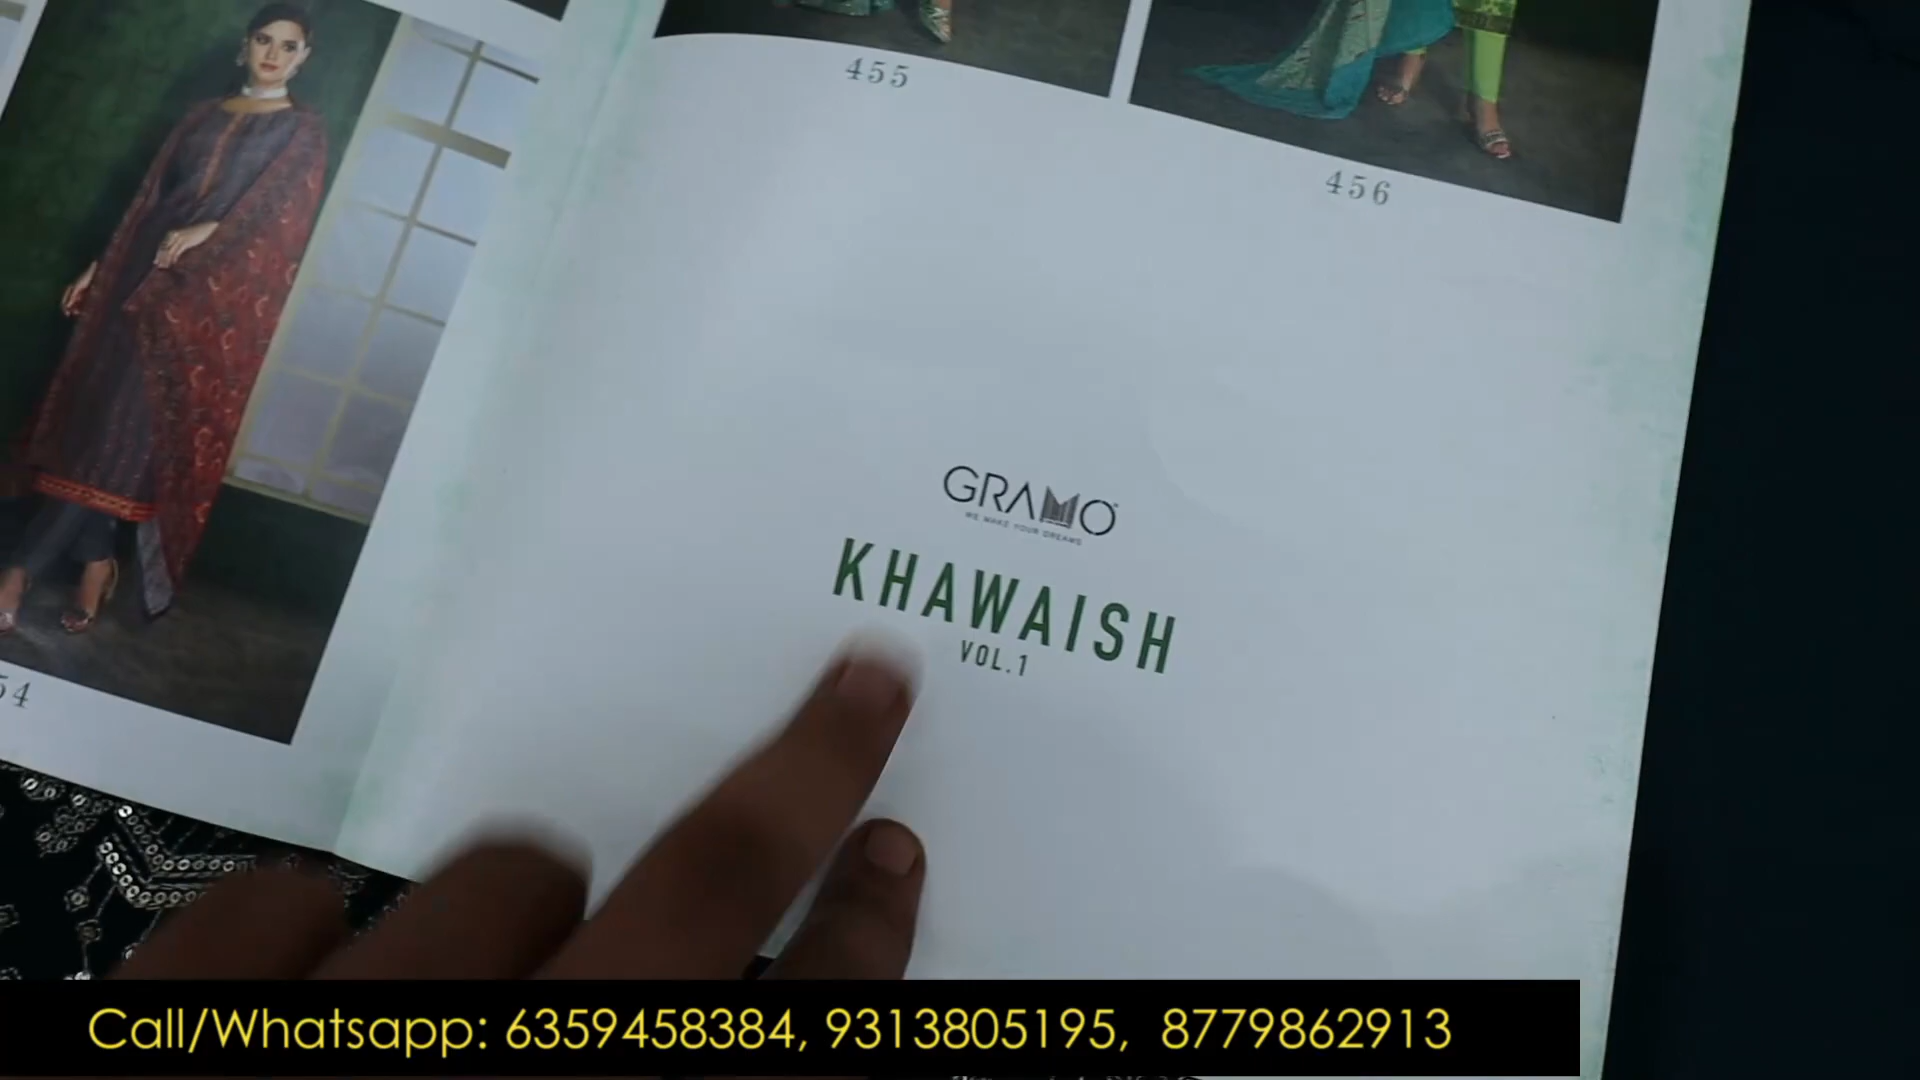 455
456
54
GRAMO
WE MAKE YOUR DREAMS
KHAWAISH
VOL.1
Call/Whatsapp: 6359458384, 9313805195, 8779862913